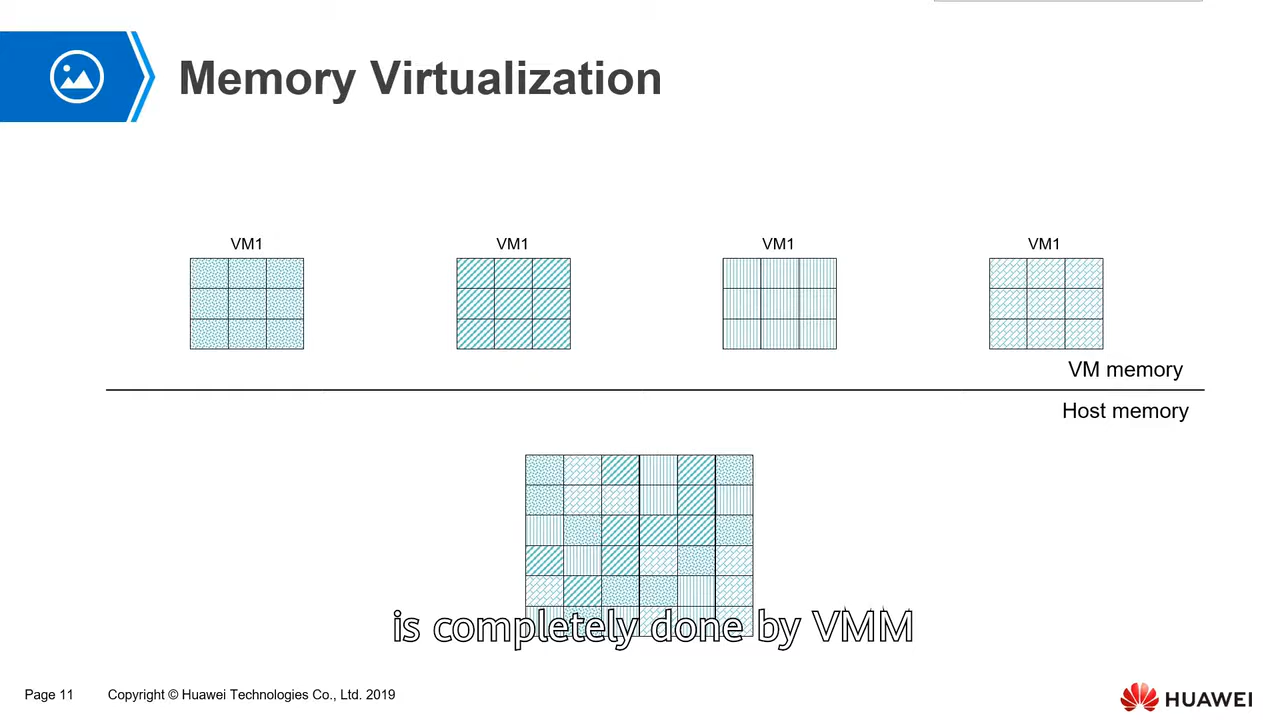 Memory Virtualization
VM1 VM1 VM1 VM1
VM memory
Host memory
is completely done by VMM
Page 11 Copyright © Huawei Technologies Co., Ltd. 2019
HUAWEI